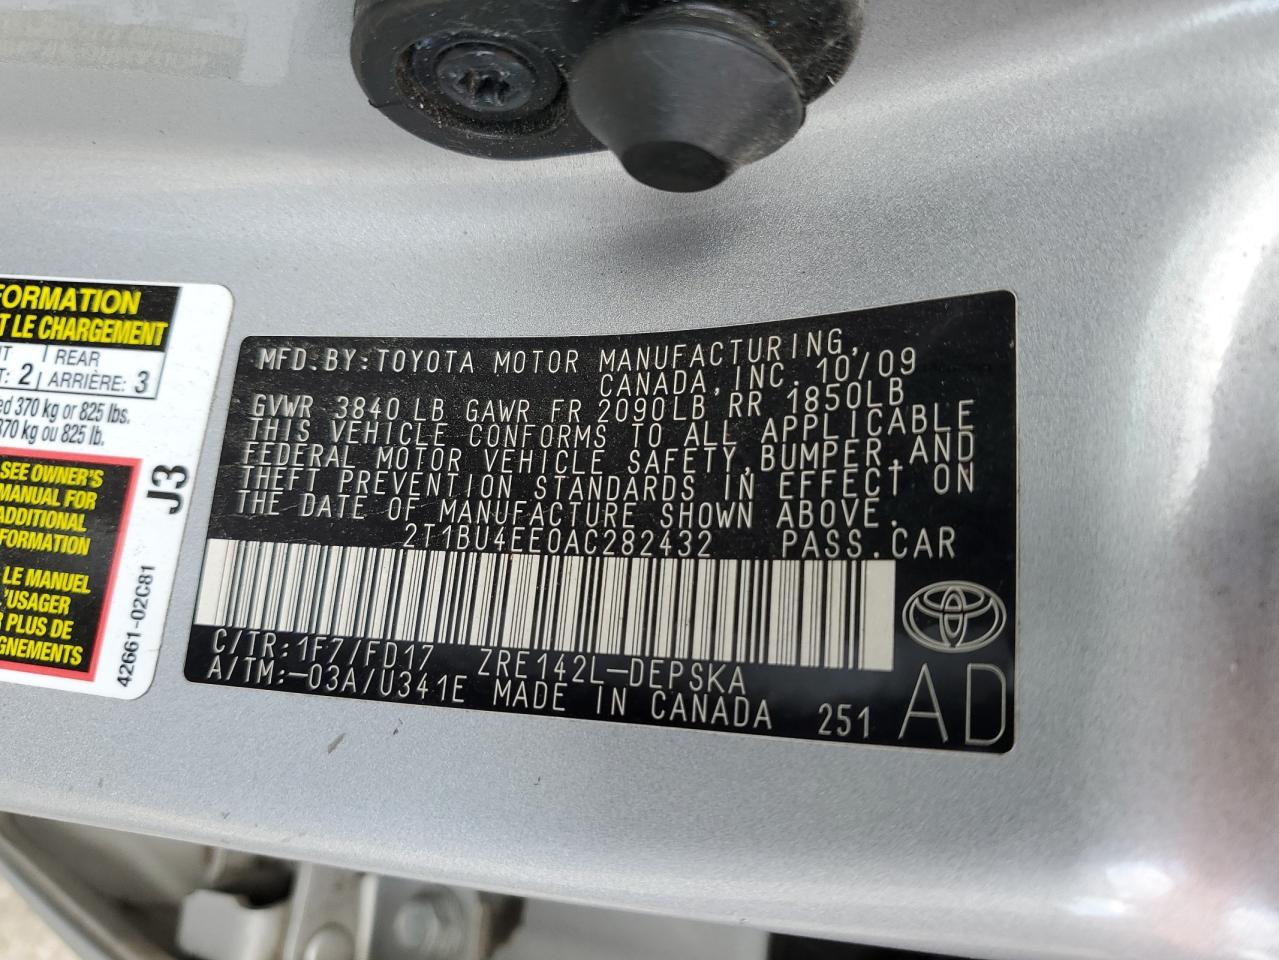 FORMATION
T LE CHARGEMENT
REAR
: 2 ARRIÈRE: 3
370 kg or 825 lbs.
370 kg ou 825 lb.
SEE OWNER'S
MANUAL FOR
ADDITIONAL
FORMATION
LE MANUEL
L'USAGER
PLUS DE
GNEMENTS
42661-02C81
J3
MFD.BY:TOYOTA MOTOR MANUFACTURING,
CANADA,INC. 10/09
GVWR 3840LB GAWR FR 2090LB RR 1850LB
THIS VEHICLE CONFORMS TO ALL APPLICABLE
FEDERAL MOTOR VEHICLE SAFETY,BUMPER,AND
THEFT PREVENTION STANDARDS IN EFFECT ON
THE DATE OF MANUFACTURE SHOWN ABOVE.
2T1BU4EE0AC282432 PASS.CAR
C/TR:1F7/FD17 ZRE142L-DEPSKA
A/TM:-03A/U341E MADE IN CANADA 251
AD